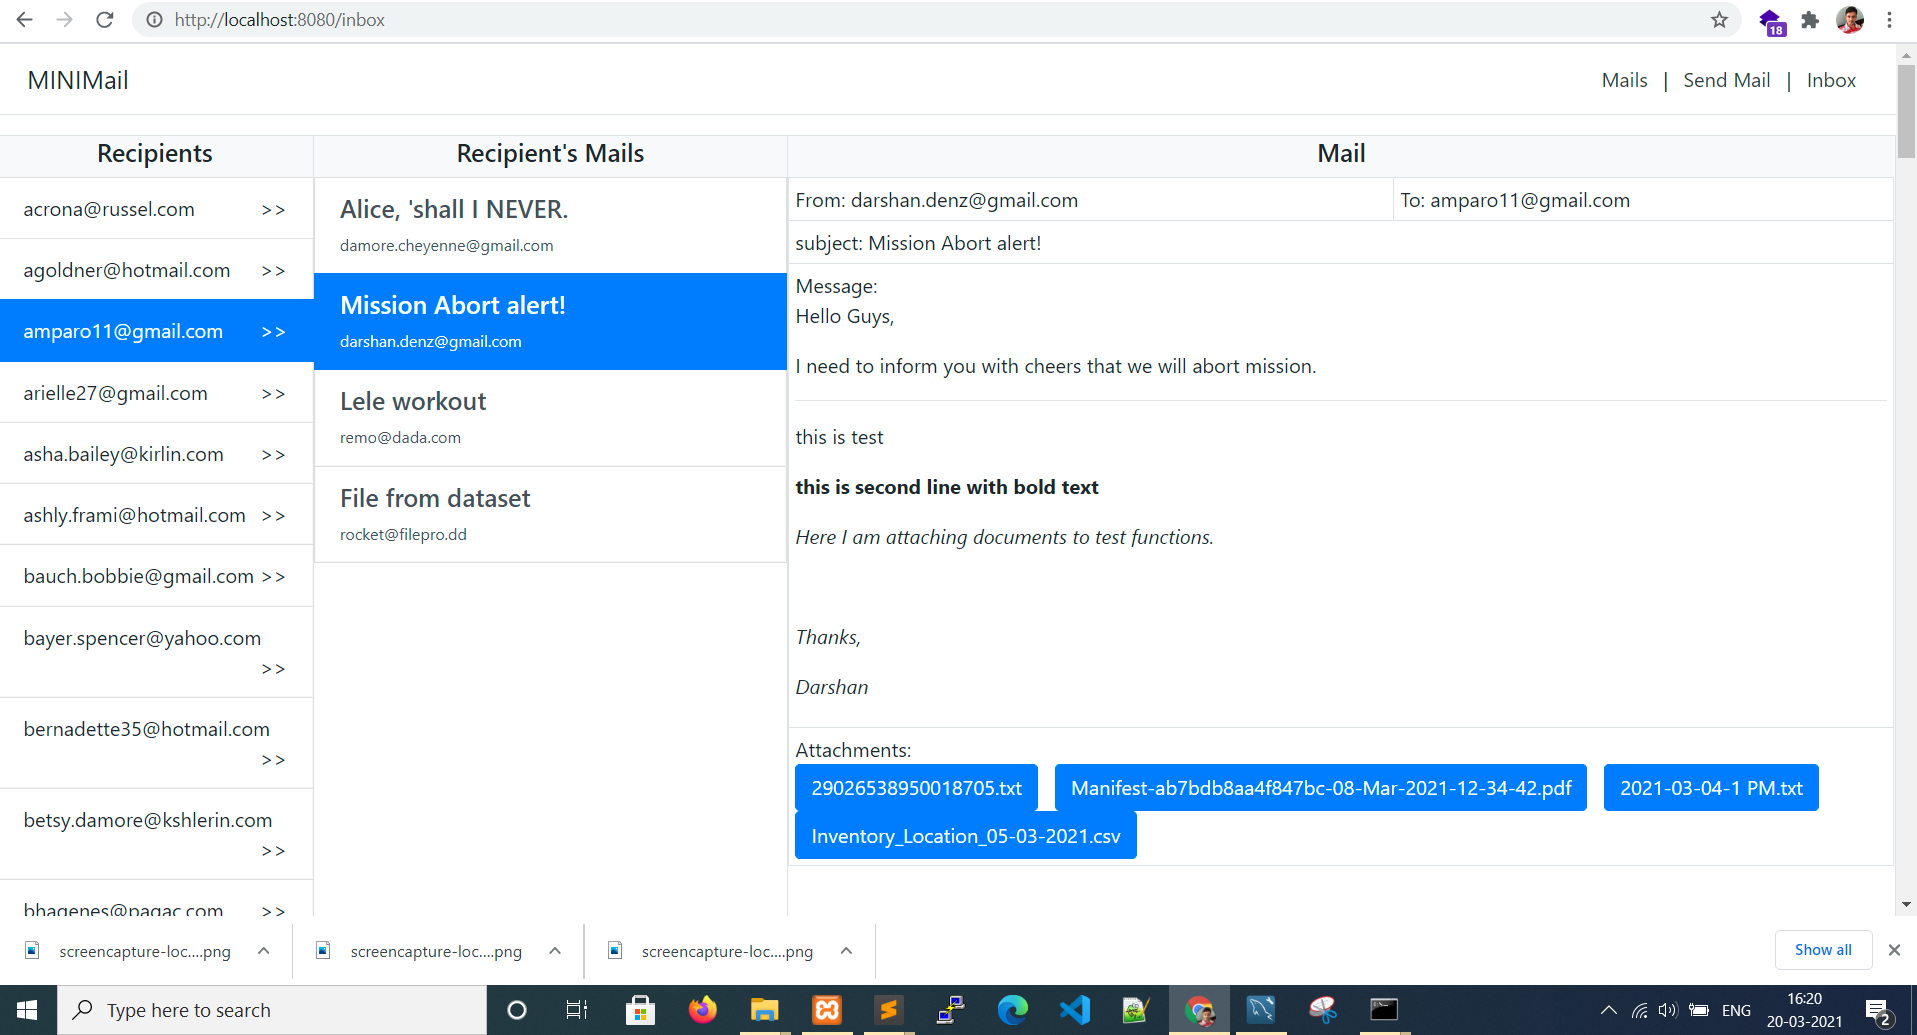 http://localhost:8080/inbox
18
MINIMail
Mails | Send Mail | Inbox
Recipients
acrona@russel.com >>
agoldner@hotmail.com >>
amparo11@gmail.com >>
arielle27@gmail.com >>
asha.bailey@kirlin.com >>
ashly.frami@hotmail.com >>
bauch.bobbie@gmail.com >>
bayer.spencer@yahoo.com
>>
bernadette35@hotmail.com
>>
betsy.damore@kshlerin.com
>>
bhagenes@pagac.com >>
Recipient's Mails
Alice, 'shall I NEVER.
damore.cheyenne@gmail.com
Mission Abort alert!
darshan.denz@gmail.com
Lele workout
remo@dada.com
File from dataset
rocket@filepro.dd
Mail
From: darshan.denz@gmail.com
To: amparo11@gmail.com
subject: Mission Abort alert!
Message:
Hello Guys,
I need to inform you with cheers that we will abort mission.
this is test
this is second line with bold text
Here I am attaching documents to test functions.
Thanks,
Darshan
Attachments:
29026538950018705.txt
Manifest-ab7bdb8aa4f847bc-08-Mar-2021-12-34-42.pdf
2021-03-04-1 PM.txt
Inventory_Location_05-03-2021.csv
screencapture-loc....png
screencapture-loc....png
screencapture-loc....png
Show all
Type here to search
ENG
16:20
20-03-2021
2